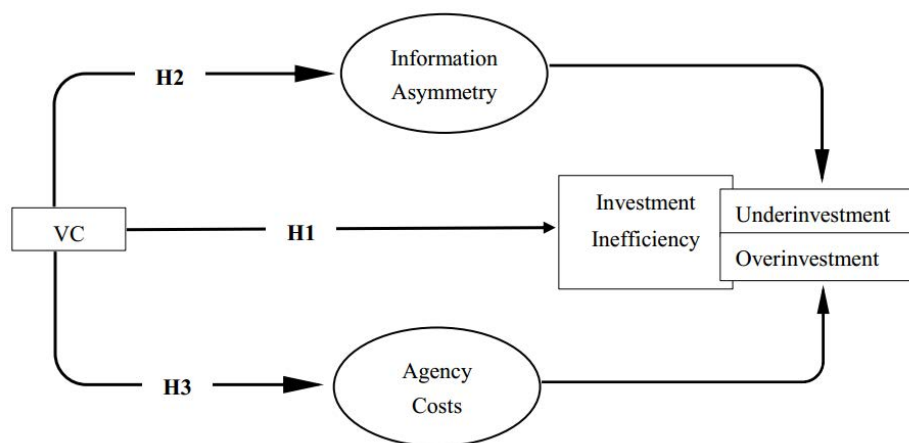 Information
Asymmetry
H2
VC
H1
Investment
Inefficiency
Underinvestment
Overinvestment
H3
Agency
Costs